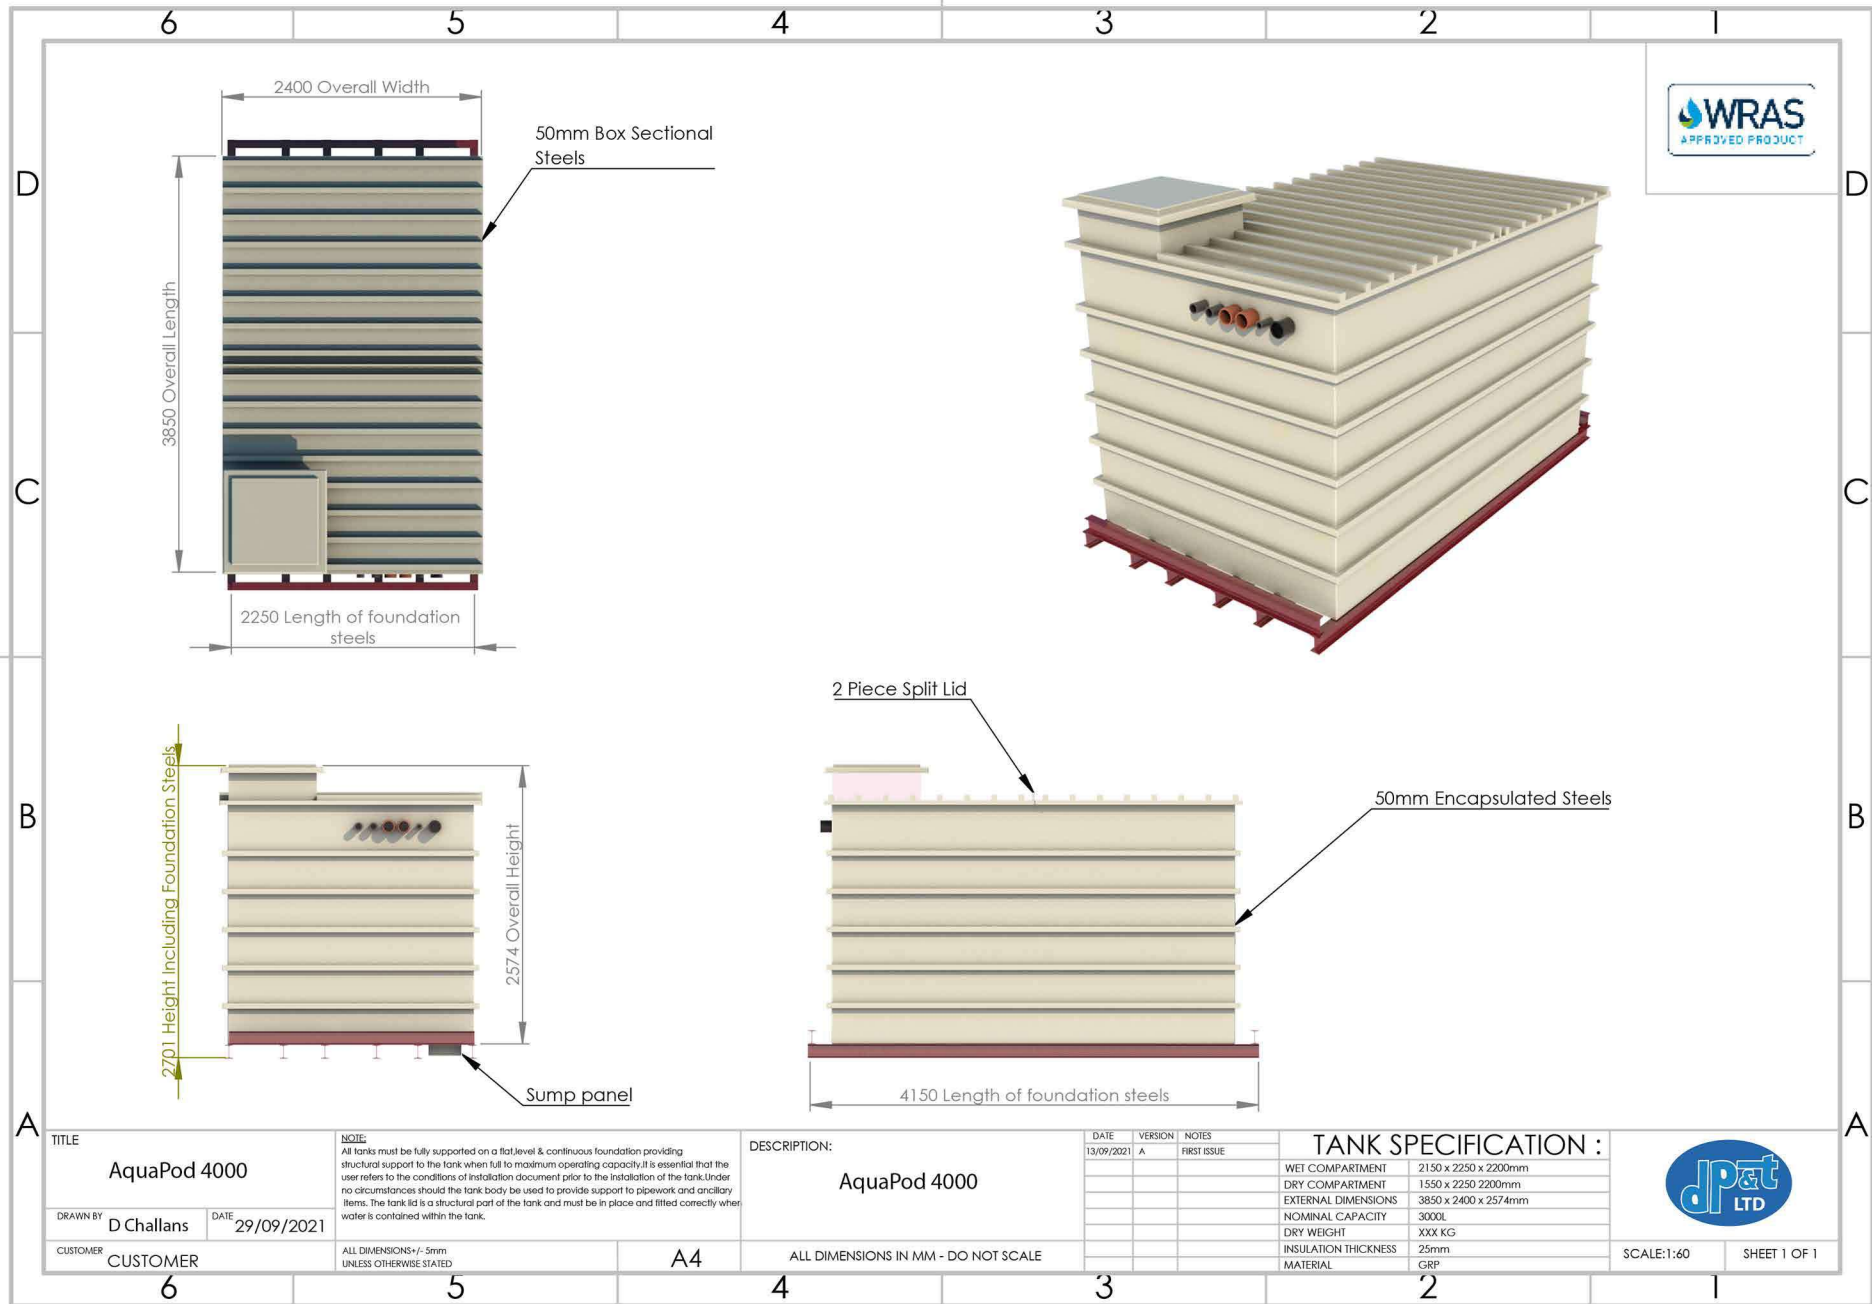 6 5 4 3 2 1
2400 Overall Width
50mm Box Sectional
Steels
WRAS
APPROVED PRODUCT
D
D
3850 Overall Length
C
C
2250 Length of foundation
steels
2 Piece Split Lid
2701 Height Including Foundation Steels
2574 Overall Height
50mm Encapsulated Steels
B
B
Sump panel
4150 Length of foundation steels
A
A
TITLE
AquaPod 4000
DRAWN BY D Challans
DATE 29/09/2021
CUSTOMER CUSTOMER
NOTE:
All tanks must be fully supported on a flat,level & continuous foundation providing
structural support to the tank when full to maximum operating capacity.It is essential that the
user refers to the conditions of installation document prior to the installation of the tank.Under
no circumstances should the tank body be used to provide support to pipework and ancillary
items. The tank lid is a structural part of the tank and must be in place and fitted correctly when
water is contained within the tank.
ALL DIMENSIONS+/- 5mm
UNLESS OTHERWISE STATED
A4
DESCRIPTION:
AquaPod 4000
ALL DIMENSIONS IN MM - DO NOT SCALE
DATE VERSION NOTES
13/09/2021 A FIRST ISSUE
TANK SPECIFICATION :
WET COMPARTMENT 2150 x 2250 x 2200mm
DRY COMPARTMENT 1550 x 2250 2200mm
EXTERNAL DIMENSIONS 3850 x 2400 x 2574mm
NOMINAL CAPACITY 3000L
DRY WEIGHT XXX KG
INSULATION THICKNESS 25mm
MATERIAL GRP
dp&t
LTD
SCALE:1:60
SHEET 1 OF 1
6 5 4 3 2 1